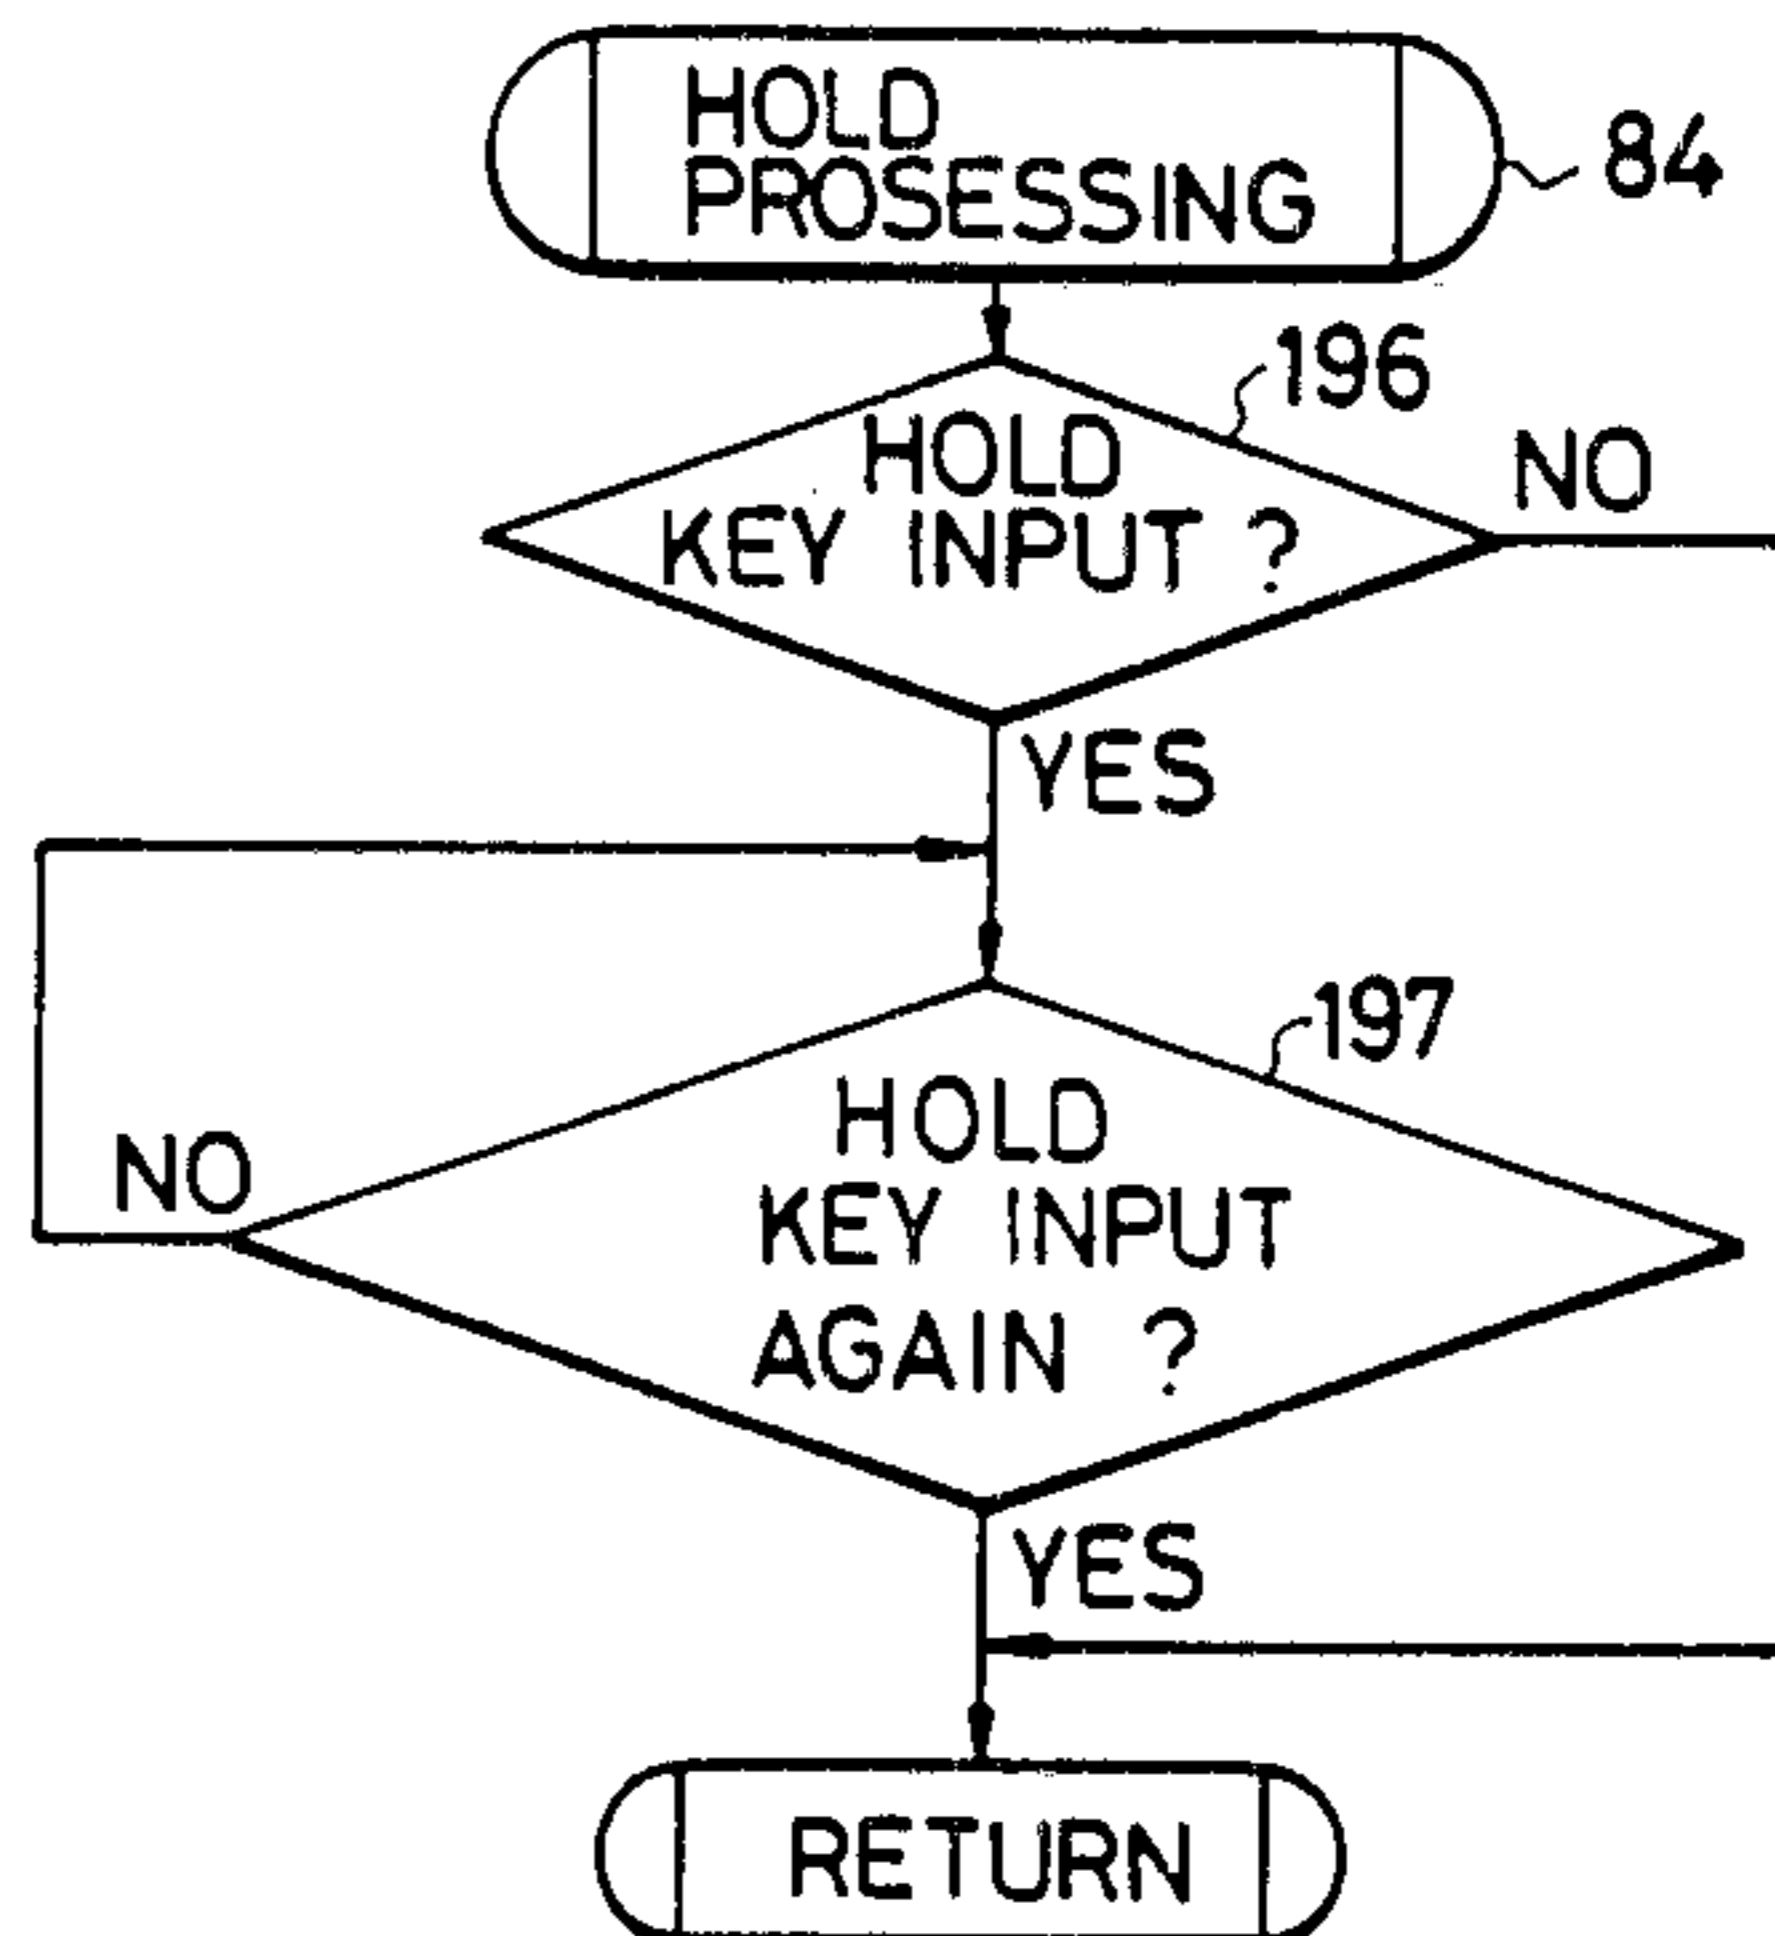 HOLD
PROSESSING
84
196
HOLD
KEY INPUT ?
NO
YES
197
HOLD
KEY INPUT
AGAIN ?
NO
YES
RETURN